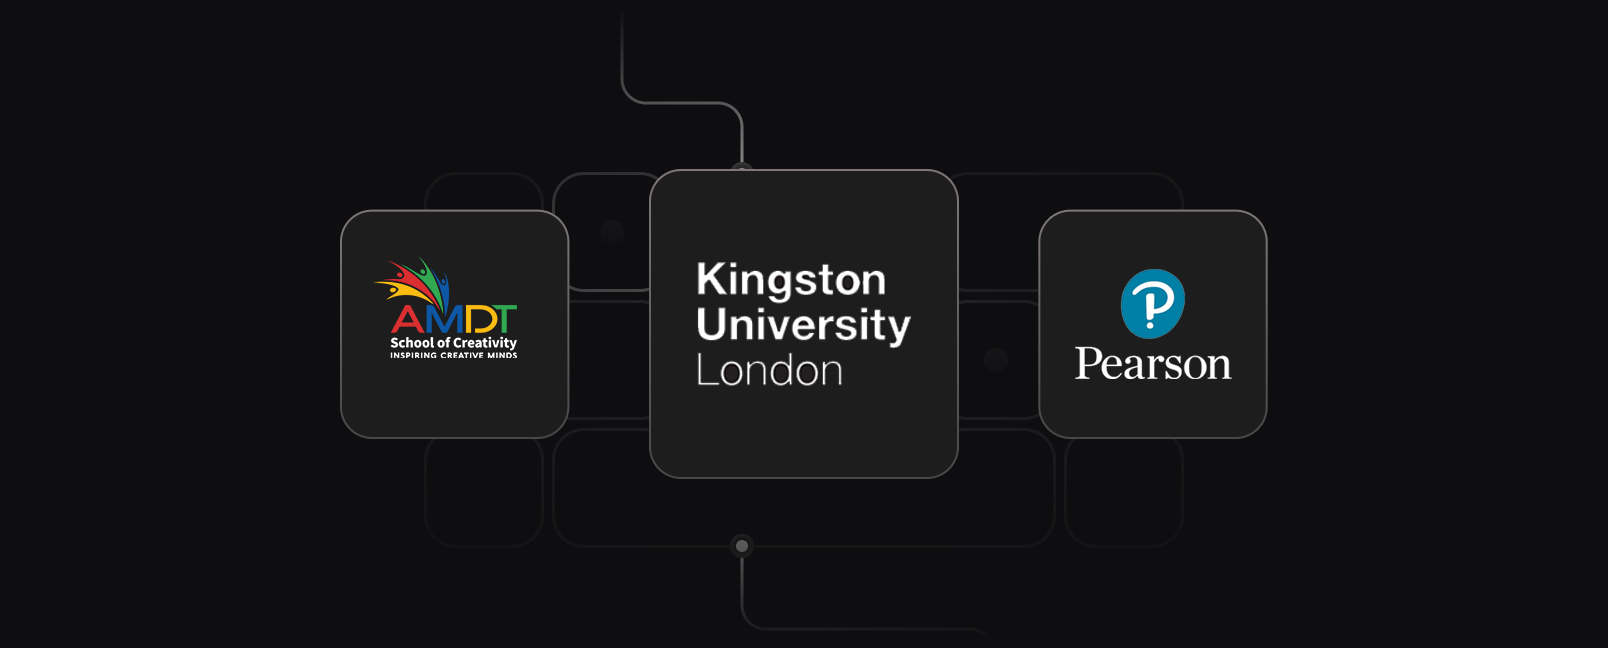 AMDT
School of Creativity
INSPIRING CREATIVE MINDS
Kingston
University
London
Pearson